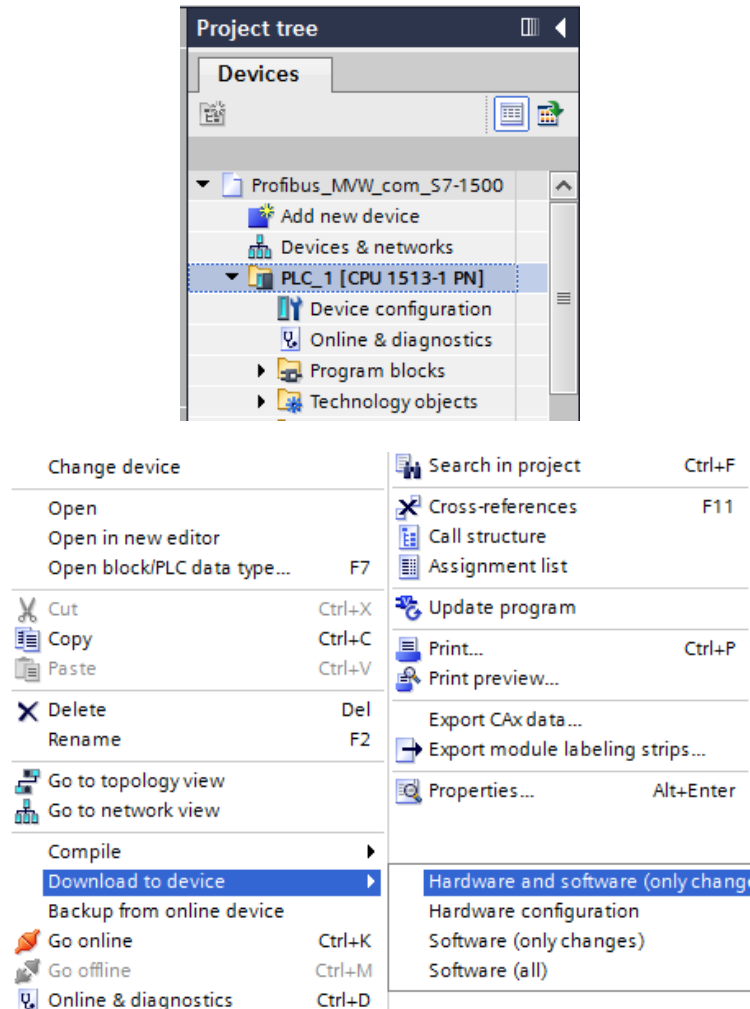 Project tree
Devices
Profibus_MVW_com_S7-1500
Add new device
Devices & networks
PLC_1 [CPU 1513-1 PN]
Device configuration
Online & diagnostics
Program blocks
Technology objects
Change device
Open
Open in new editor
Open block/PLC data type... F7
Cut Ctrl+X
Copy Ctrl+C
Paste Ctrl+V
Delete Del
Rename F2
Go to topology view
Go to network view
Compile
Download to device
Backup from online device
Go online Ctrl+K
Go offline Ctrl+M
Online & diagnostics Ctrl+D
Search in project Ctrl+F
Cross-references F11
Call structure
Assignment list
Update program
Print... Ctrl+P
Print preview...
Export CAx data...
Export module labeling strips...
Properties... Alt+Enter
Hardware and software (only change
Hardware configuration
Software (only changes)
Software (all)